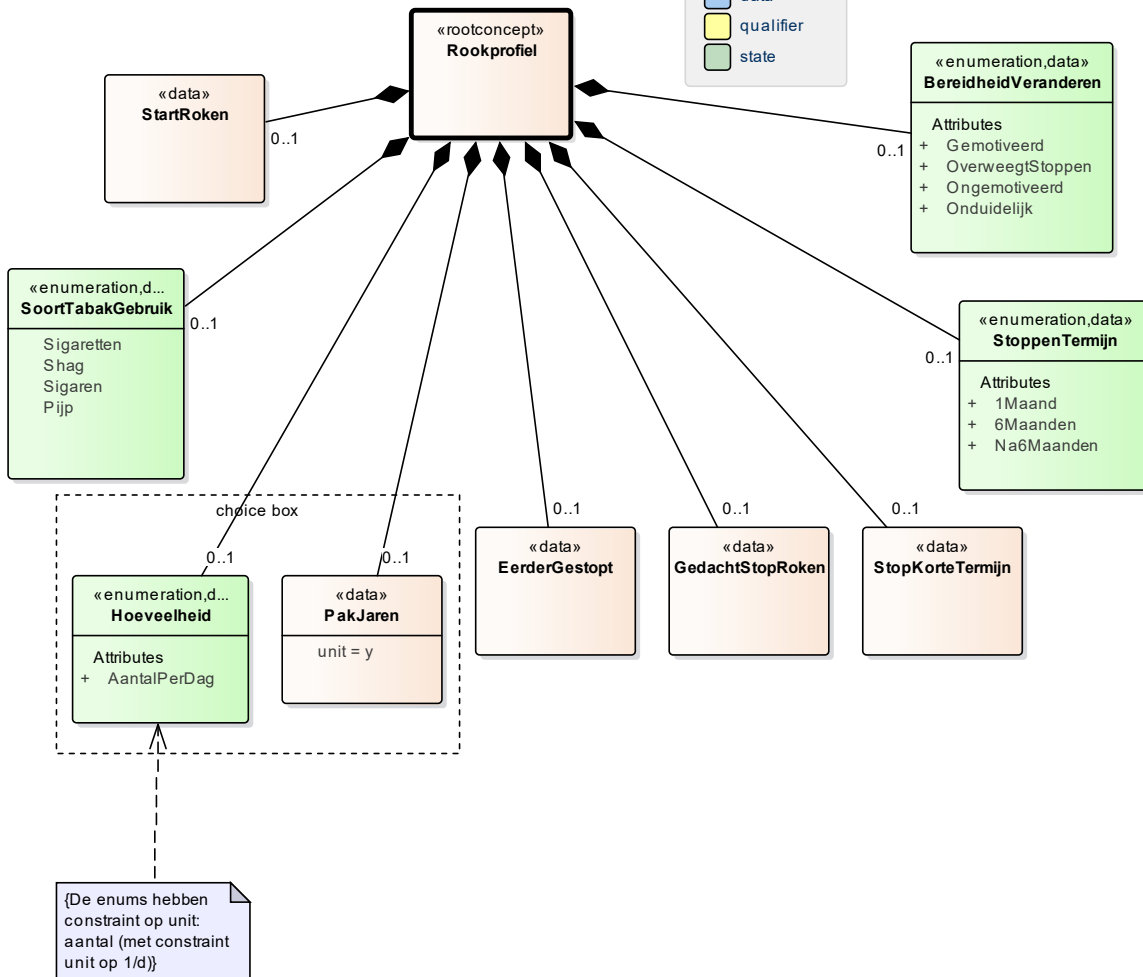 data
qualifier
state
«rootconcept»
Rookprofiel
«data»
StartRoken
0..1
«enumeration,data»
BereidheidVeranderen
Attributes
+ Gemotiveerd
+ OverweegtStoppen
+ Ongemotiveerd
+ Onduidelijk
0..1
«enumeration,d...
SoortTabakGebruik
Sigaretten
Shag
Sigaren
Pijp
0..1
«enumeration,data»
StoppenTermijn
Attributes
+ 1Maand
+ 6Maanden
+ Na6Maanden
0..1
choice box
0..1
«enumeration,d...
Hoeveelheid
Attributes
+ AantalPerDag
0..1
«data»
PakJaren
unit = y
0..1
«data»
EerderGestopt
0..1
«data»
GedachtStopRoken
0..1
«data»
StopKorteTermijn
{De enums hebben
constraint op unit:
aantal (met constraint
unit op 1/d)}